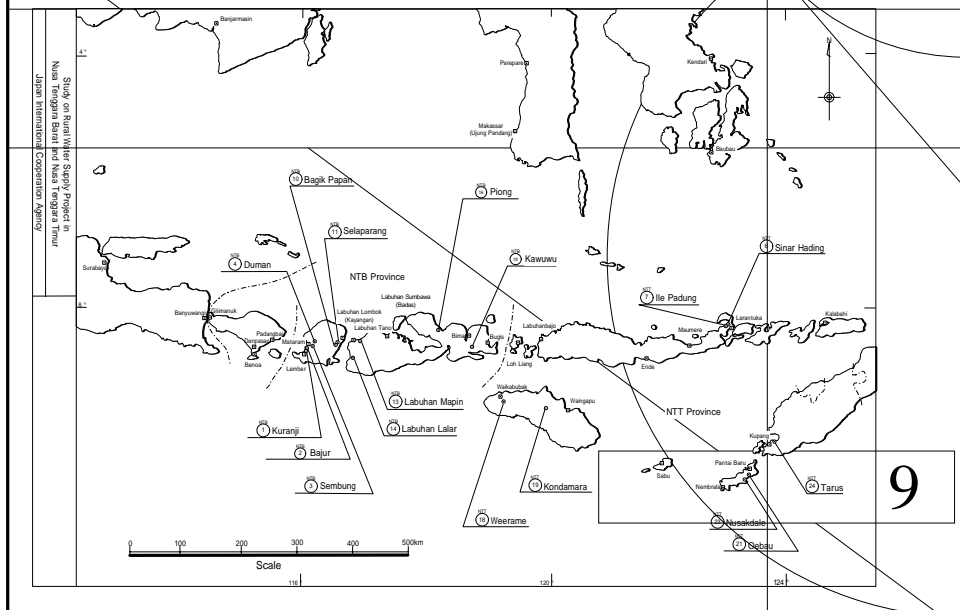 Study on Rural Water Supply Project in
Nusa Tenggara Barat and Nusa Tenggara Timur
Japan International Cooperation Agency
Banjarmasin
4°
Parepare
Kendari
N
Makassar
(Ujung Pandang)
Baubau
NTB
10 Bagik Papan
NTB
16 Piong
NTB
11 Selaparang
NTT
6 Sinar Hading
NTB
4 Duman
NTB
18 Kawuwu
Surabaya
NTB Province
NTT
7 Ile Padung
8°
Labuhan Sumbawa
(Badas)
Banyuwangi
Gilimanuk
Labuhan Lombok
(Kayangan)
Labuhan Tano
Labuhanbajo
Larantuka
Kalabahi
Padangbai
Denpasar
Mataram
Bima
Bugis
Maumere
Benoa
Lember
Loh Liang
Ende
Waikabubak
Waingapu
NTB
13 Labuhan Mapin
NTT Province
NTB
1 Kuranji
NTB
14 Labuhan Lalar
Kupang
NTB
2 Bajur
Pantai Baru
Sabu
NTB
3 Sembung
NTT
19 Kondamara
Nembrala
NTT
24 Tarus
9
NTT
18 Weerame
NTT
Nusakdale
NTT
21 Oebau
0 100 200 300 400 500km
Scale
116°
120°
124°